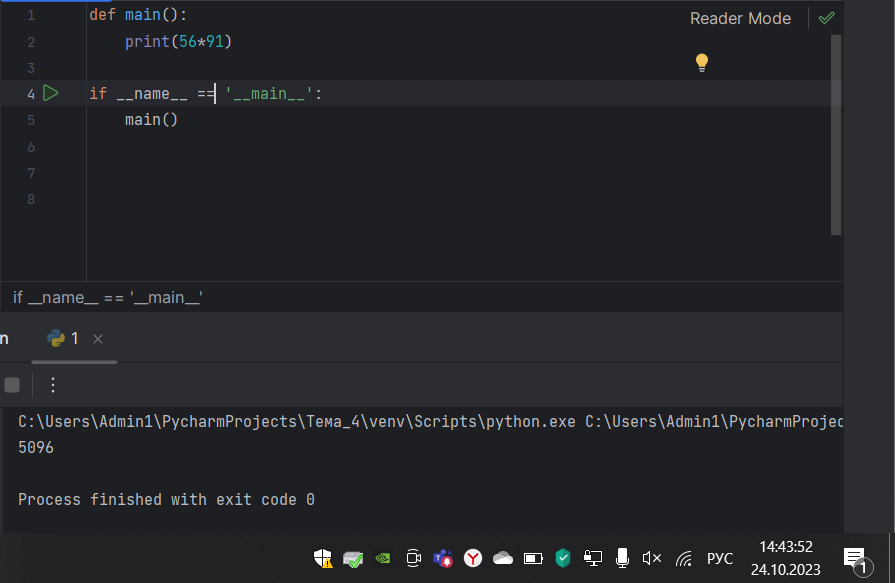 1 def main():
Reader Mode
2 print(56*91)
3
4 if __name__ == '__main__':
5 main()
6
7
8
if __name__ == '__main__'
n
1
C:\Users\Admin1\PycharmProjects\Тема_4\venv\Scripts\python.exe C:\Users\Admin1\PycharmProjec
5096
Process finished with exit code 0
РУС
14:43:52
24.10.2023
1